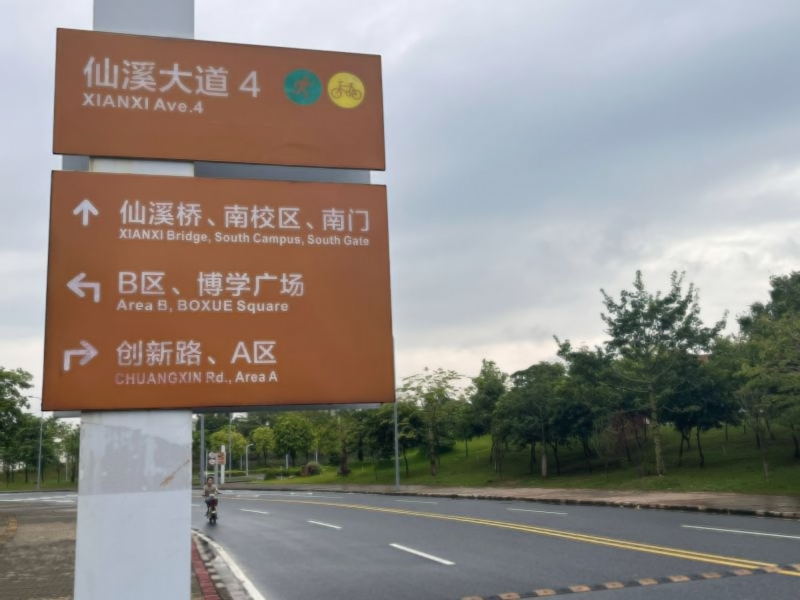 仙溪大道 4
XIANXI Ave.4
仙溪桥、南校区、南门
XIANXI Bridge, South Campus, South Gate
B区、博学广场
Area B, BOXUE Square
创新路、A区
CHUANGXIN Rd., Area A